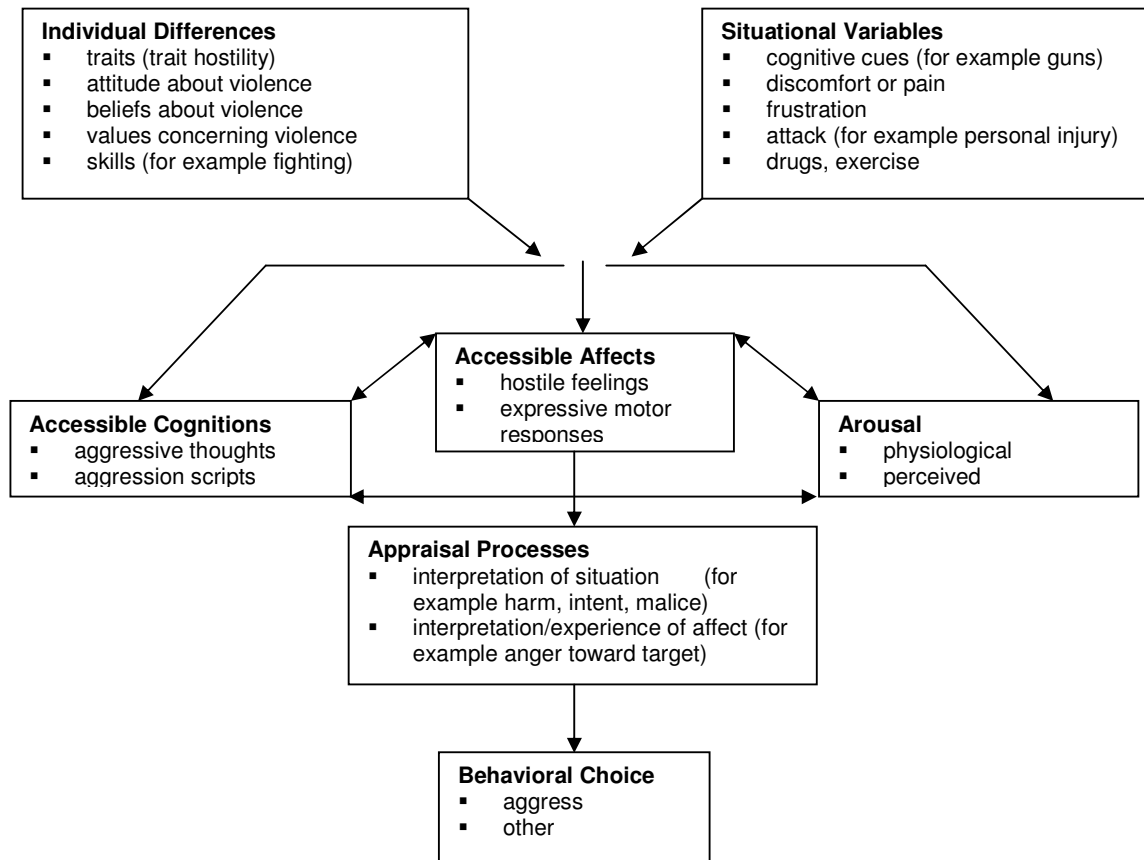 Individual Differences
▪ traits (trait hostility)
▪ attitude about violence
▪ beliefs about violence
▪ values concerning violence
▪ skills (for example fighting)
Situational Variables
▪ cognitive cues (for example guns)
▪ discomfort or pain
▪ frustration
▪ attack (for example personal injury)
▪ drugs, exercise
Accessible Affects
▪ hostile feelings
▪ expressive motor
responses
Accessible Cognitions
▪ aggressive thoughts
▪ aggression scripts
Arousal
▪ physiological
▪ perceived
Appraisal Processes
▪ interpretation of situation (for
example harm, intent, malice)
▪ interpretation/experience of affect (for
example anger toward target)
Behavioral Choice
▪ aggress
▪ other